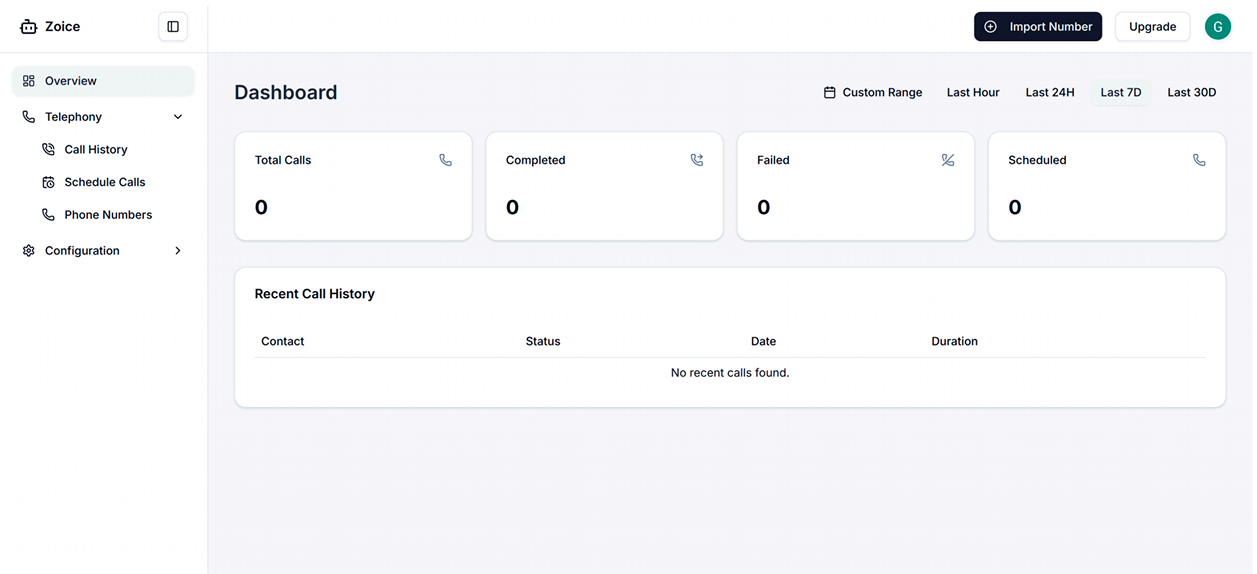 Zoice
Import Number
Upgrade
G
Overview
Telephony
Call History
Schedule Calls
Phone Numbers
Configuration
Dashboard
Custom Range Last Hour Last 24H Last 7D Last 30D
Total Calls
0
Completed
0
Failed
0
Scheduled
0
Recent Call History
Contact Status Date Duration
No recent calls found.